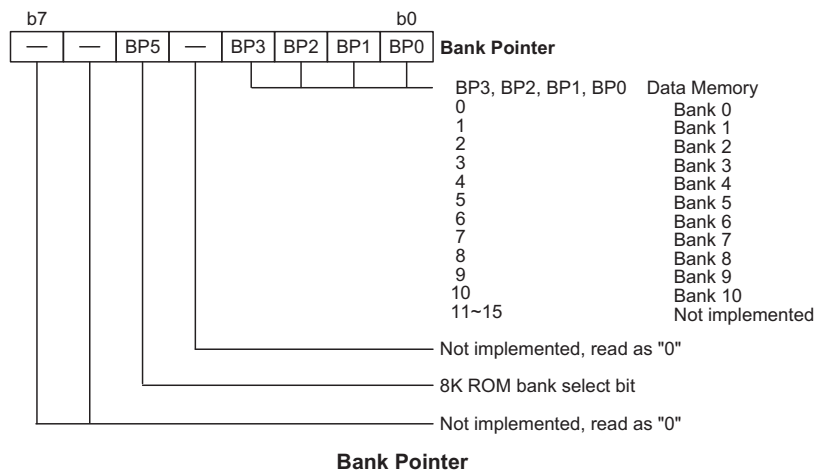 b7 b0
— — BP5 — BP3 BP2 BP1 BP0 Bank Pointer
BP3, BP2, BP1, BP0 Data Memory
0 Bank 0
1 Bank 1
2 Bank 2
3 Bank 3
4 Bank 4
5 Bank 5
6 Bank 6
7 Bank 7
8 Bank 8
9 Bank 9
10 Bank 10
11~15 Not implemented
Not implemented, read as "0"
8K ROM bank select bit
Not implemented, read as "0"
Bank Pointer